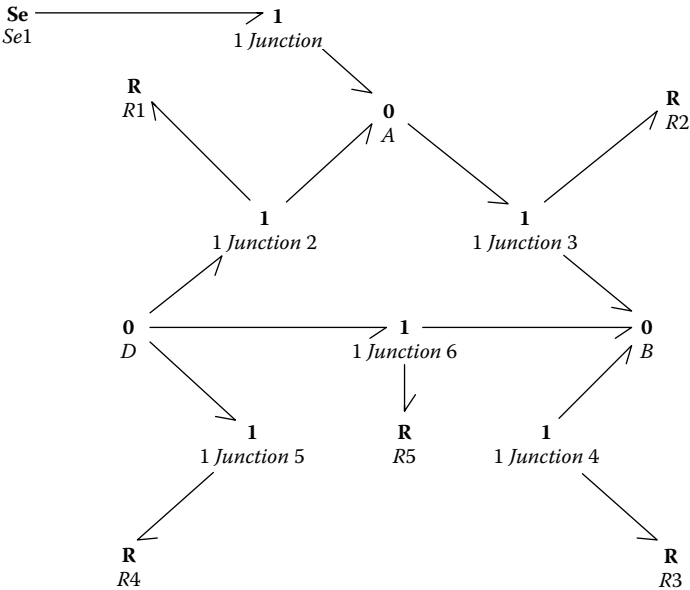 Se
Se1
1
1 Junction
R
R1
0
A
R
R2
1
1 Junction 2
1
1 Junction 3
0
D
1
1 Junction 6
0
B
1
1 Junction 5
R
R5
1
1 Junction 4
R
R4
R
R3